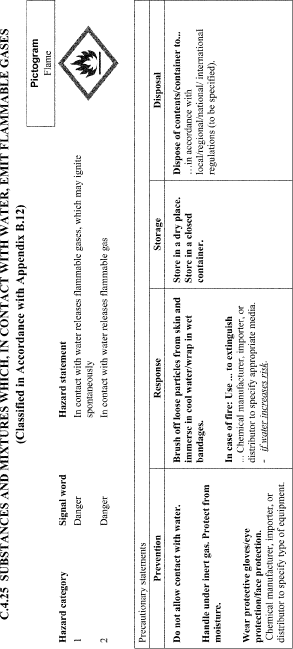 C.4.25 SUBSTANCES AND MIXTURES WHICH, IN CONTACT WITH WATER, EMIT FLAMMABLE GASES
(Classified in Accordance with Appendix B.12)
Pictogram
Flame
Hazard category
Signal word
Hazard statement
1
Danger
In contact with water releases flammable gases, which may ignite
spontaneously
2
Danger
In contact with water releases flammable gas
Precautionary statements
Prevention
Response
Storage
Disposal
Do not allow contact with water.
Handle under inert gas. Protect from
moisture.
Wear protective gloves/eye
protection/face protection.
Chemical manufacturer, importer, or
distributor to specify type of equipment.
Brush off loose particles from skin and
immerse in cool water/wrap in wet
bandages.
In case of fire: Use ... to extinguish
... Chemical manufacturer, importer, or
distributor to specify appropriate media.
- if water increases risk.
Store in a dry place.
Store in a closed
container.
Dispose of contents/container to...
…in accordance with
local/regional/national/ international
regulations (to be specified).